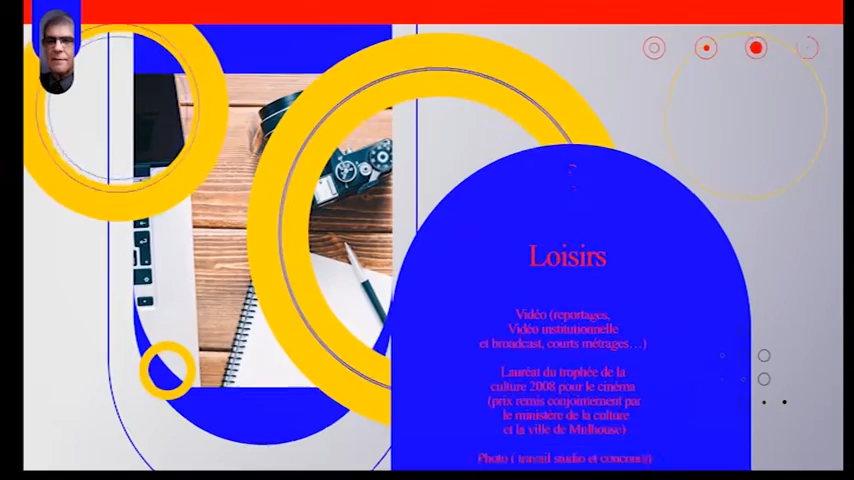 Loisirs
Vidéo (reportages,
Vidéo institutionnelle
et broadcast, courts métrages…)
Lauréat du trophée de la
culture 2008 pour le cinéma
(prix remis conjointement par
le ministère de la culture
et la ville de Mulhouse)
Photo ( travail studio et concours)